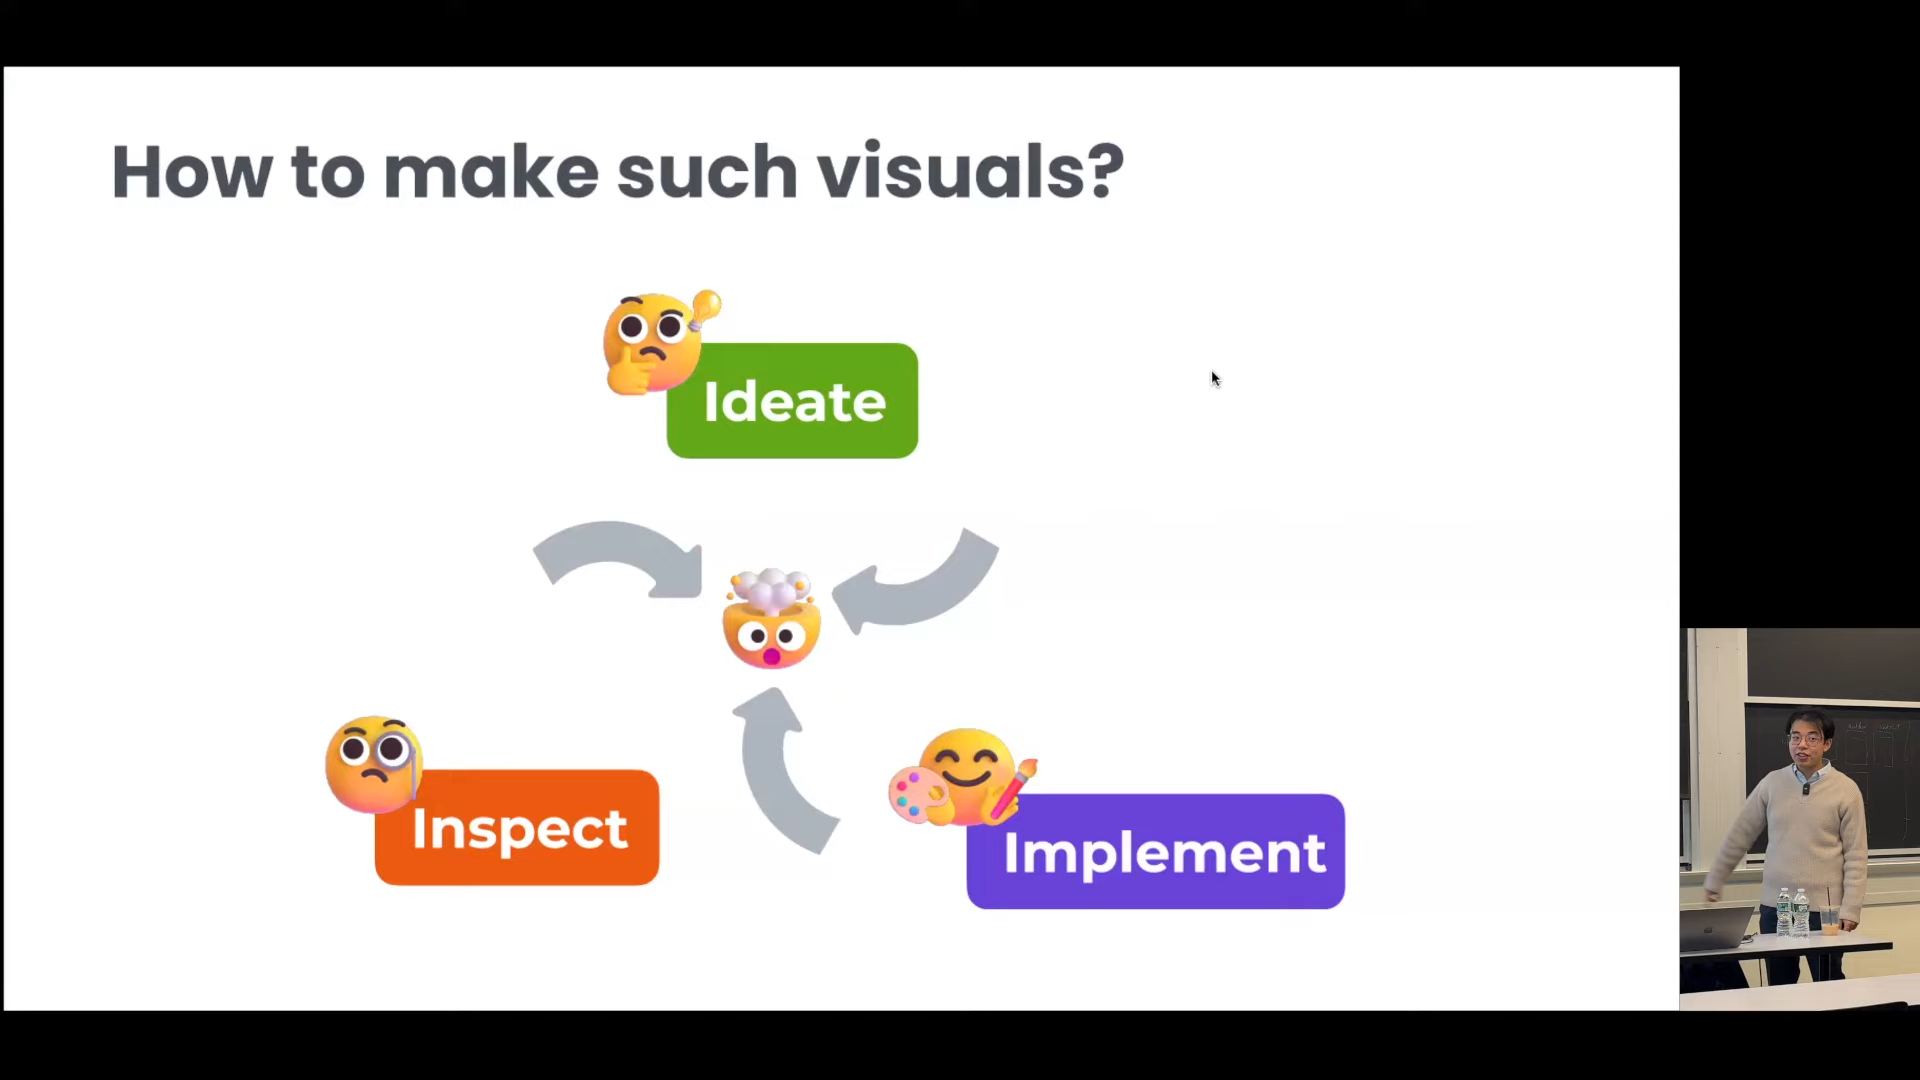 How to make such visuals?
Ideate
Inspect
Implement